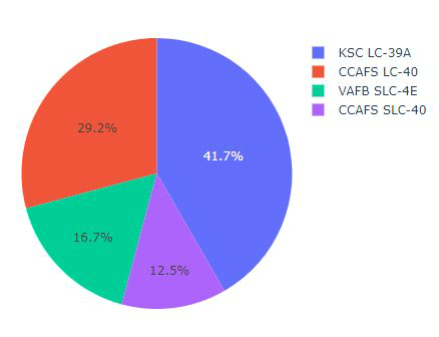 KSC LC-39A
CCAFS LC-40
VAFB SLC-4E
CCAFS SLC-40
29.2%
41.7%
16.7%
12.5%